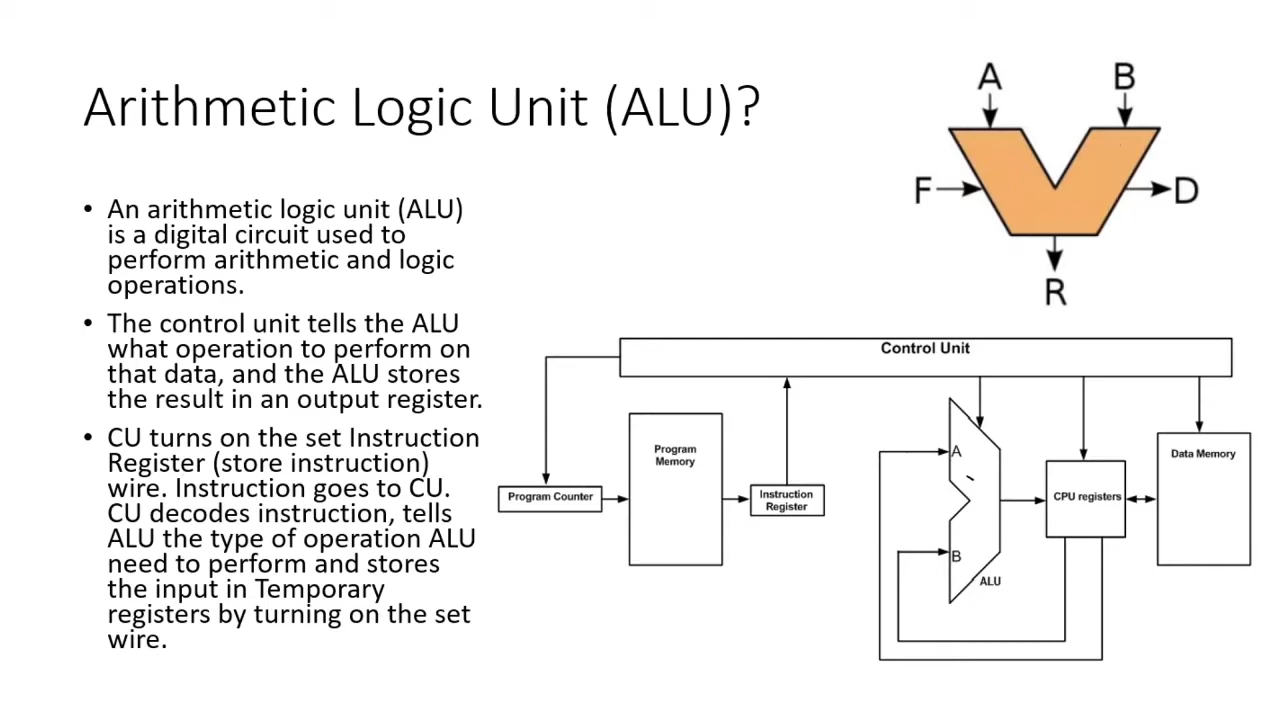 Arithmetic Logic Unit (ALU)?
• An arithmetic logic unit (ALU)
is a digital circuit used to
perform arithmetic and logic
operations.
• The control unit tells the ALU
what operation to perform on
that data, and the ALU stores
the result in an output register.
• CU turns on the set Instruction
Register (store instruction)
wire. Instruction goes to CU.
CU decodes instruction, tells
ALU the type of operation ALU
need to perform and stores
the input in Temporary
registers by turning on the set
wire.
A
B
F
D
R
Control Unit
Program Counter
Program
Memory
Instruction
Register
A
B
ALU
CPU registers
Data Memory